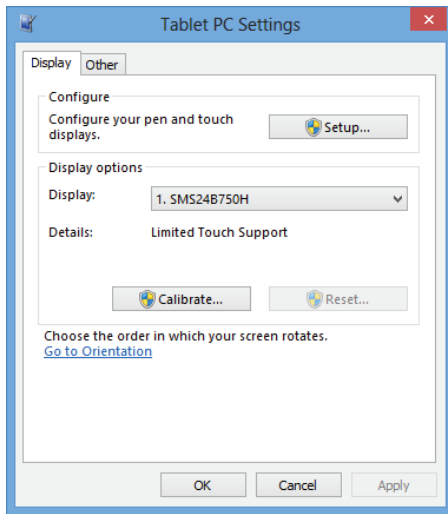 Tablet PC Settings
Display
Other
Configure
Configure your pen and touch
displays.
Setup...
Display options
Display:
1. SMS24B750H
Details:
Limited Touch Support
Calibrate...
Reset...
Choose the order in which your screen rotates.
Go to Orientation
OK
Cancel
Apply